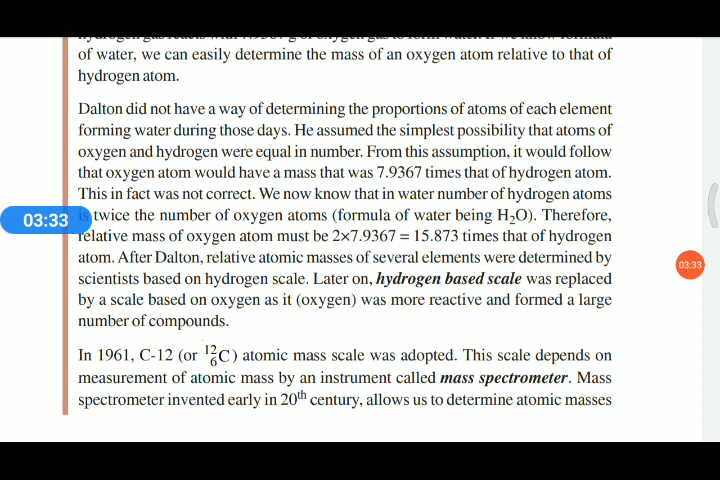 of water, we can easily determine the mass of an oxygen atom relative to that of
hydrogen atom.
Dalton did not have a way of determining the proportions of atoms of each element
forming water during those days. He assumed the simplest possibility that atoms of
oxygen and hydrogen were equal in number. From this assumption, it would follow
that oxygen atom would have a mass that was 7.9367 times that of hydrogen atom.
This in fact was not correct. We now know that in water number of hydrogen atoms
03:33
is twice the number of oxygen atoms (formula of water being H₂O). Therefore,
relative mass of oxygen atom must be 2×7.9367 = 15.873 times that of hydrogen
atom. After Dalton, relative atomic masses of several elements were determined by
03:33
scientists based on hydrogen scale. Later on, hydrogen based scale was replaced
by a scale based on oxygen as it (oxygen) was more reactive and formed a large
number of compounds.
In 1961, C-12 (or ¹²₆C) atomic mass scale was adopted. This scale depends on
measurement of atomic mass by an instrument called mass spectrometer. Mass
spectrometer invented early in 20th century, allows us to determine atomic masses